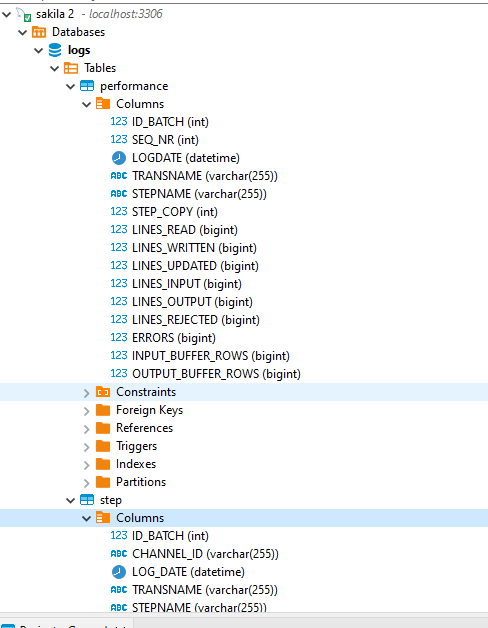 sakila 2 - localhost:3306
Databases
logs
Tables
performance
Columns
123 ID_BATCH (int)
123 SEQ_NR (int)
LOGDATE (datetime)
ABC TRANSNAME (varchar(255))
ABC STEPNAME (varchar(255))
123 STEP_COPY (int)
123 LINES_READ (bigint)
123 LINES_WRITTEN (bigint)
123 LINES_UPDATED (bigint)
123 LINES_INPUT (bigint)
123 LINES_OUTPUT (bigint)
123 LINES_REJECTED (bigint)
123 ERRORS (bigint)
123 INPUT_BUFFER_ROWS (bigint)
123 OUTPUT_BUFFER_ROWS (bigint)
Constraints
Foreign Keys
References
Triggers
Indexes
Partitions
step
Columns
123 ID_BATCH (int)
ABC CHANNEL_ID (varchar(255))
LOG_DATE (datetime)
ABC TRANSNAME (varchar(255))
ABC STEPNAME (varchar(255))